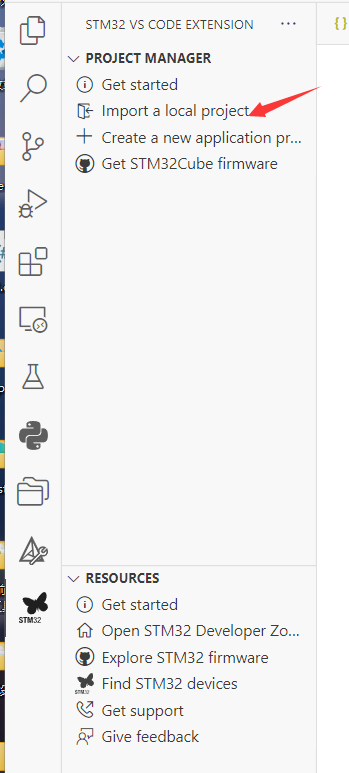 STM32 VS CODE EXTENSION ...
PROJECT MANAGER
Get started
Import a local project
Create a new application pr...
Get STM32Cube firmware
STM32
RESOURCES
Get started
Open STM32 Developer Zo...
Explore STM32 firmware
Find STM32 devices
Get support
Give feedback